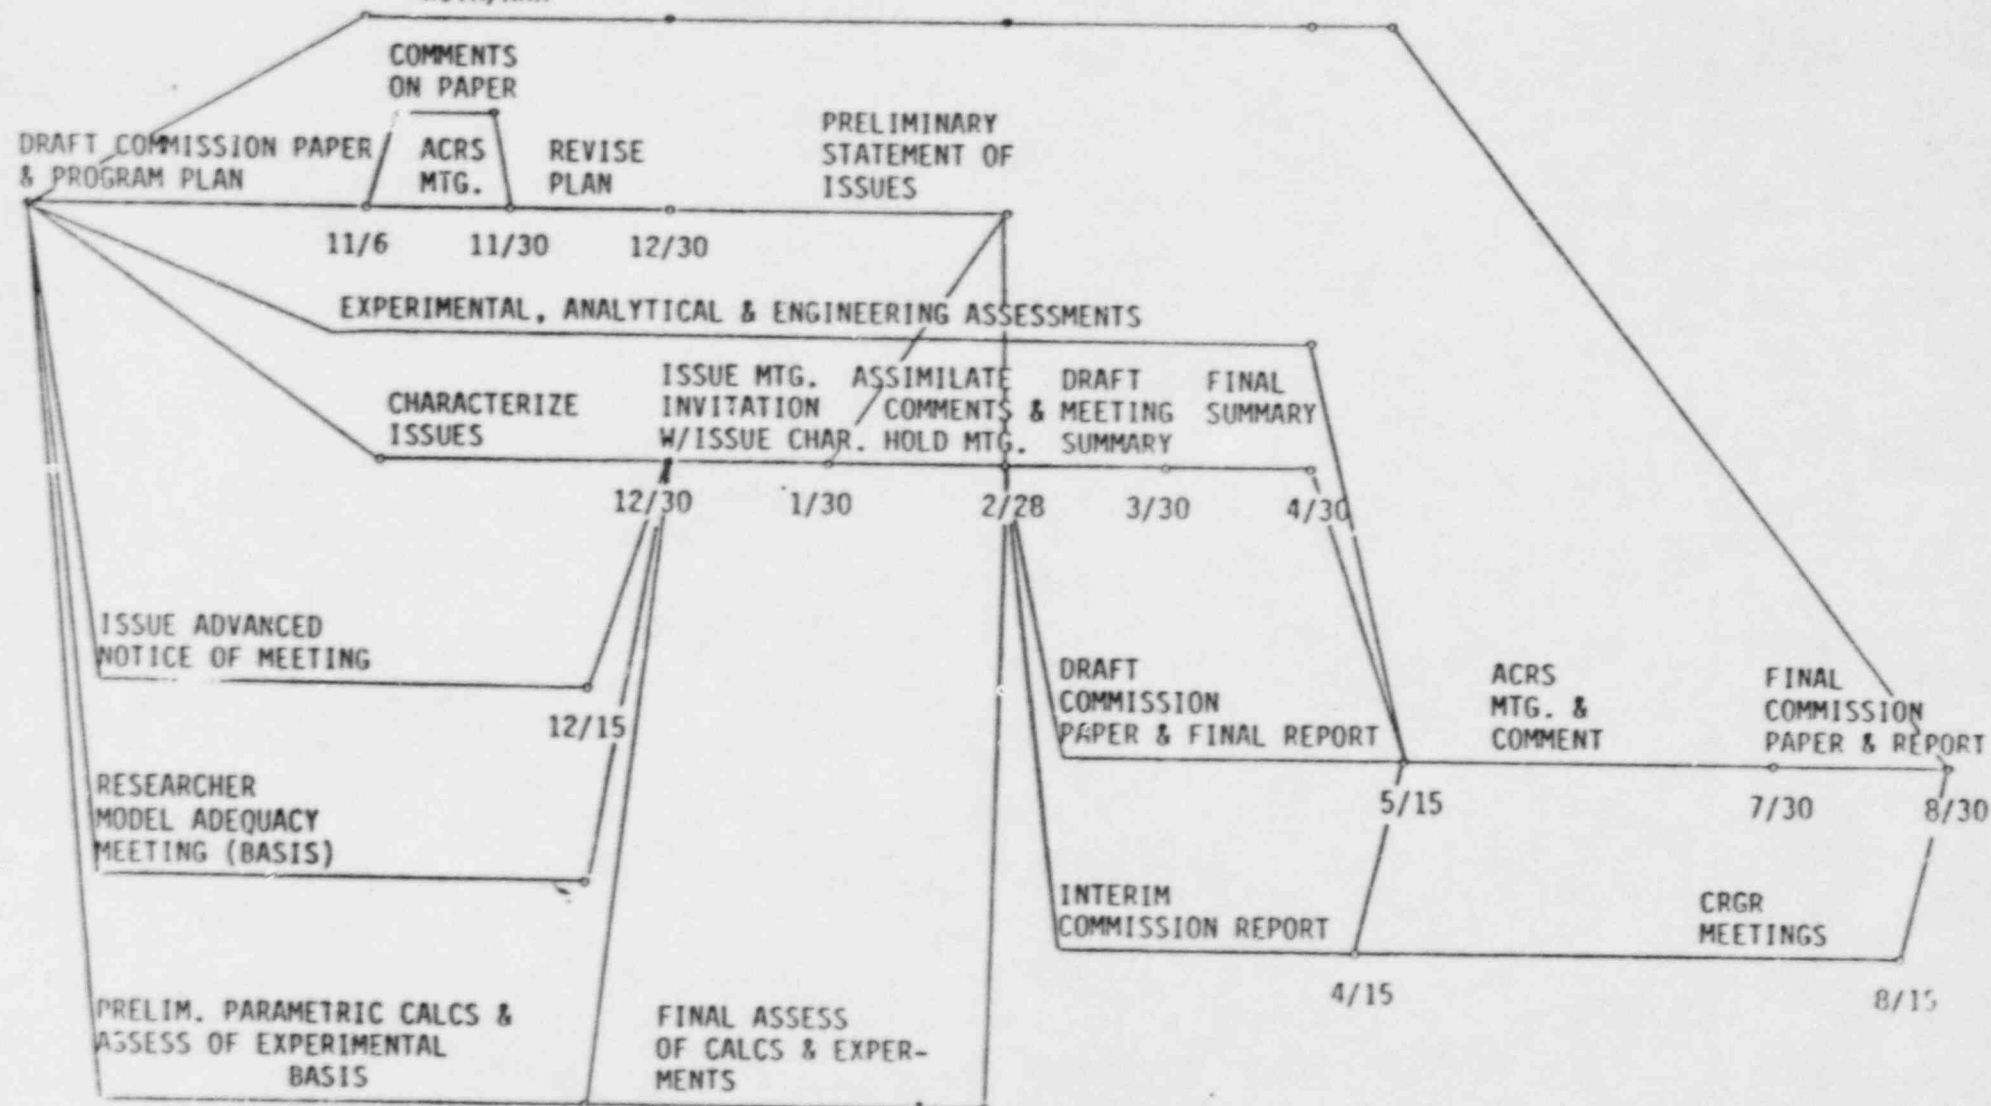 COMMENTS
ON PAPER
DRAFT COMMISSION PAPER
& PROGRAM PLAN
ACRS
MTG.
REVISE
PLAN
PRELIMINARY
STATEMENT OF
ISSUES
11/6
11/30
12/30
EXPERIMENTAL, ANALYTICAL & ENGINEERING ASSESSMENTS
CHARACTERIZE
ISSUES
ISSUE MTG.
INVITATION
W/ISSUE CHAR.
ASSIMILATE
COMMENTS &
HOLD MTG.
DRAFT
MEETING
SUMMARY
FINAL
SUMMARY
12/30
1/30
2/28
3/30
4/30
ISSUE ADVANCED
NOTICE OF MEETING
12/15
DRAFT
COMMISSION
PAPER & FINAL REPORT
ACRS
MTG. &
COMMENT
FINAL
COMMISSION
PAPER & REPORT
5/15
7/30
8/30
RESEARCHER
MODEL ADEQUACY
MEETING (BASIS)
INTERIM
COMMISSION REPORT
CRGR
MEETINGS
4/15
8/15
PRELIM. PARAMETRIC CALCS &
ASSESS OF EXPERIMENTAL
BASIS
FINAL ASSESS
OF CALCS & EXPER-
MENTS